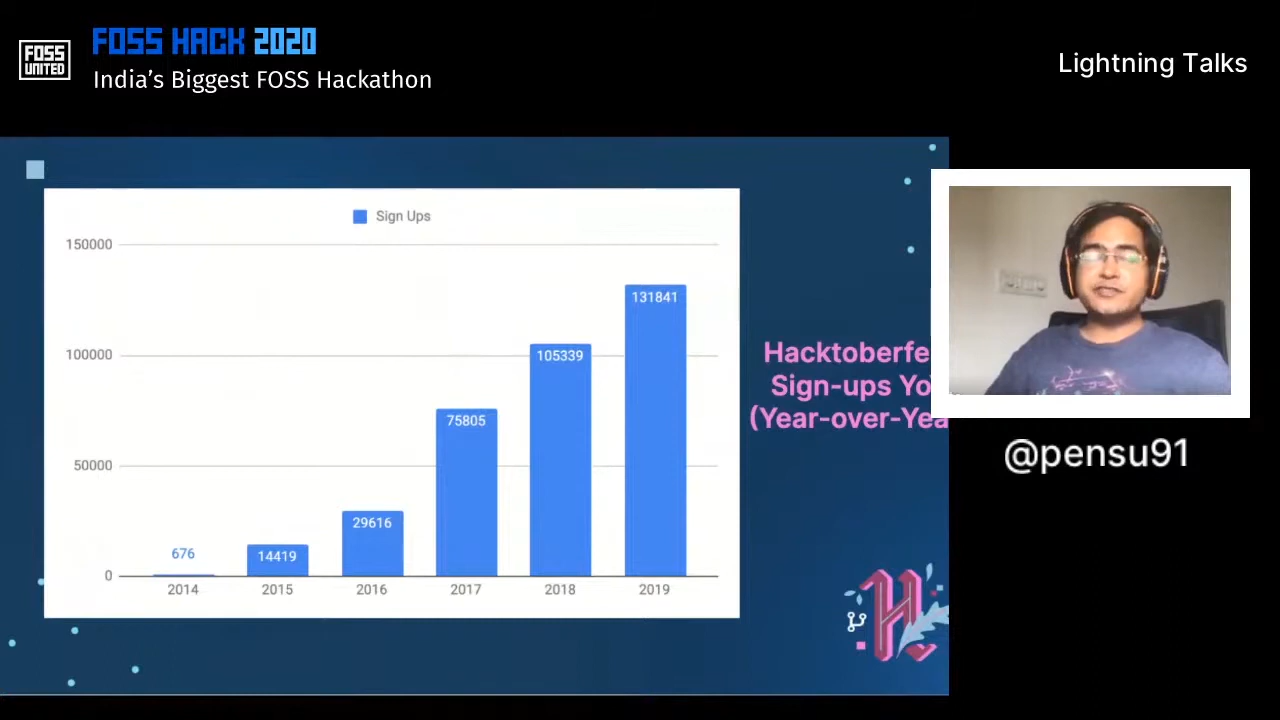 FOSS
UNITED
FOSS HACK 2020
India's Biggest FOSS Hackathon
Lightning Talks
Sign Ups
150000
100000
50000
0
676
14419
29616
75805
105339
131841
2014
2015
2016
2017
2018
2019
Hacktoberfe
Sign-ups Yo
(Year-over-Yea
@pensu91